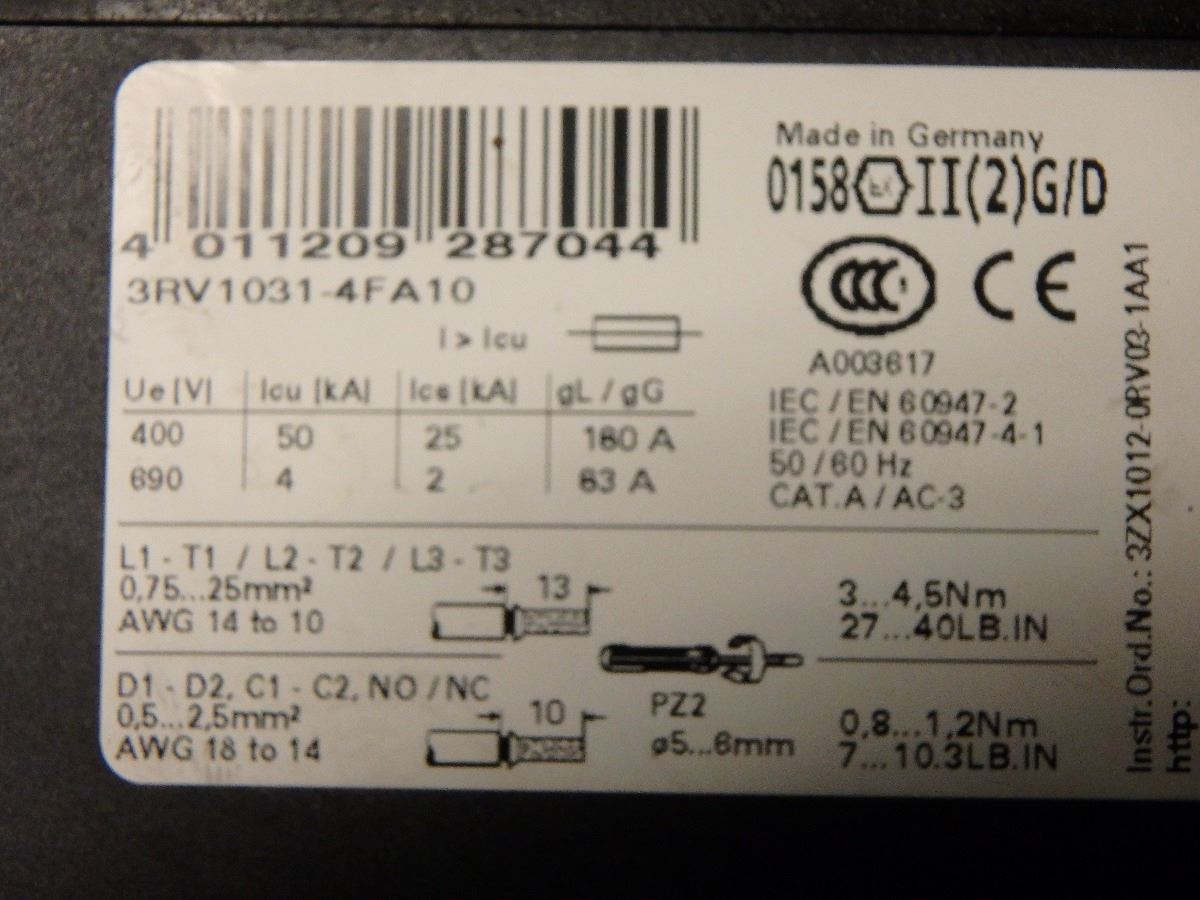 4 011209 287044
3RV1031-4FA10
I > Icu
Ue [V] Icu [kA] Ics [kA] gL / gG
400 50 25 160 A
690 4 2 63 A
Made in Germany
0158 Ex II(2)G/D
CCC CE
A003617
IEC / EN 60947-2
IEC / EN 60947-4-1
50 / 60 Hz
CAT.A / AC-3
L1 - T1 / L2 - T2 / L3 - T3
0,75...25mm²
AWG 14 to 10
13
3...4,5Nm
27...40LB.IN
D1 - D2, C1 - C2, NO / NC
0,5...2,5mm²
AWG 18 to 14
10
PZ2
ø5...6mm
0,8...1,2Nm
7...10.3LB.IN
Instr.Ord.No.: 3ZX1012-0RV03-1AA1
http: